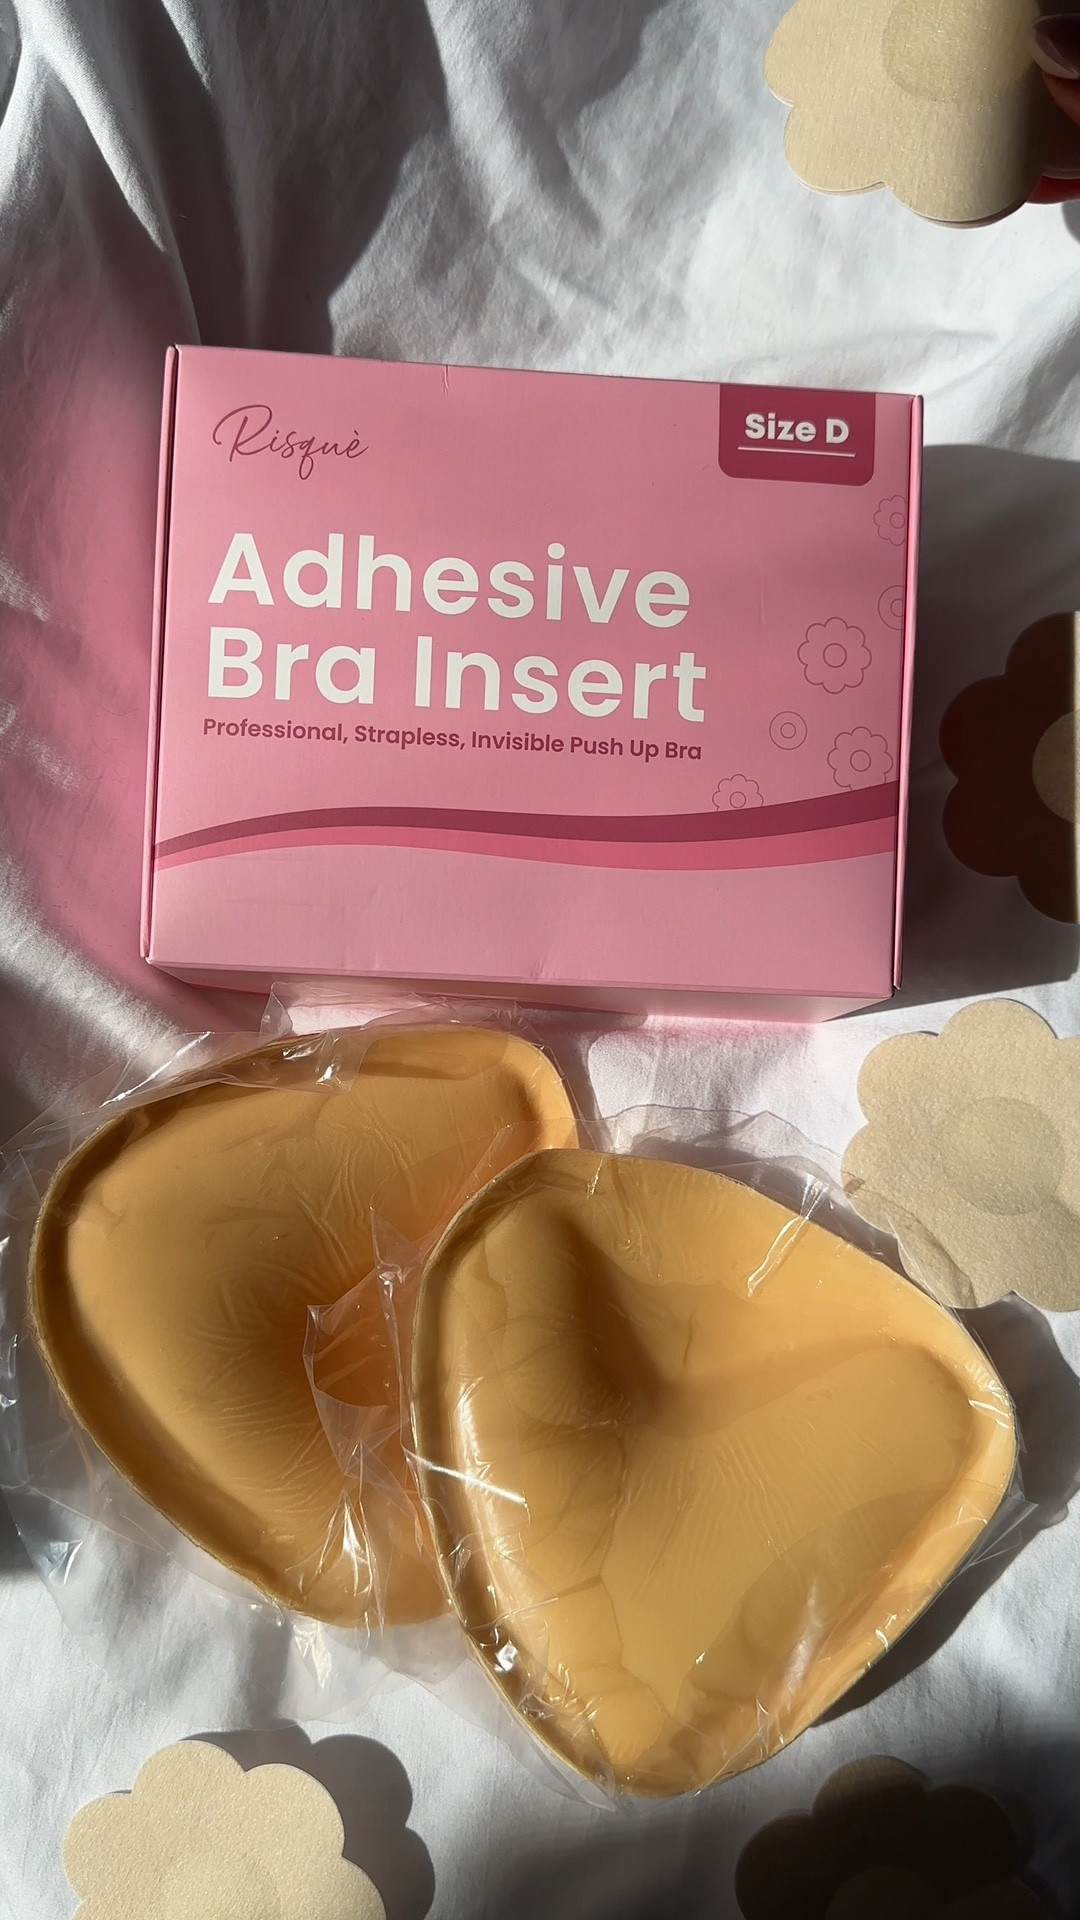 Risquè
Size D
Adhesive
Bra Insert
Professional, Strapless, Invisible Push Up Bra